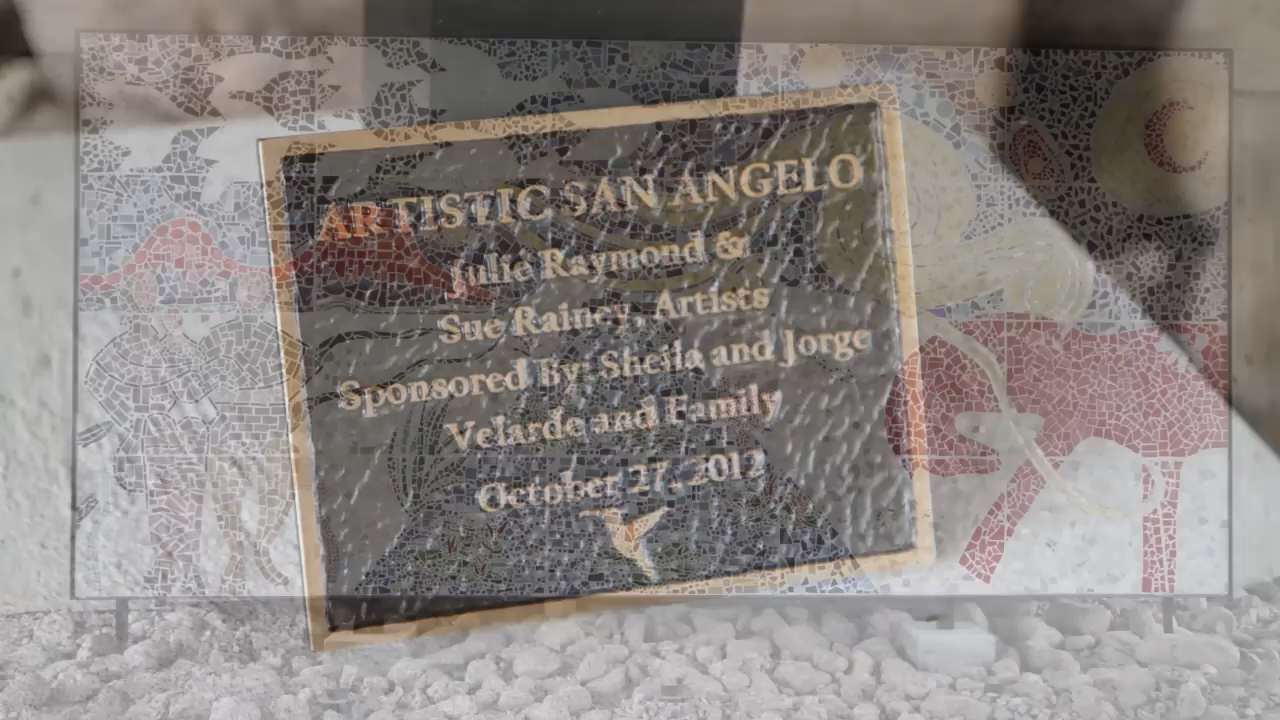 ARTISTIC SAN ANGELO
Julie Raymond &
Sue Rainey, Artists
Sponsored By: Sheila and Jorge
Velarde and Family
October 27, 2012